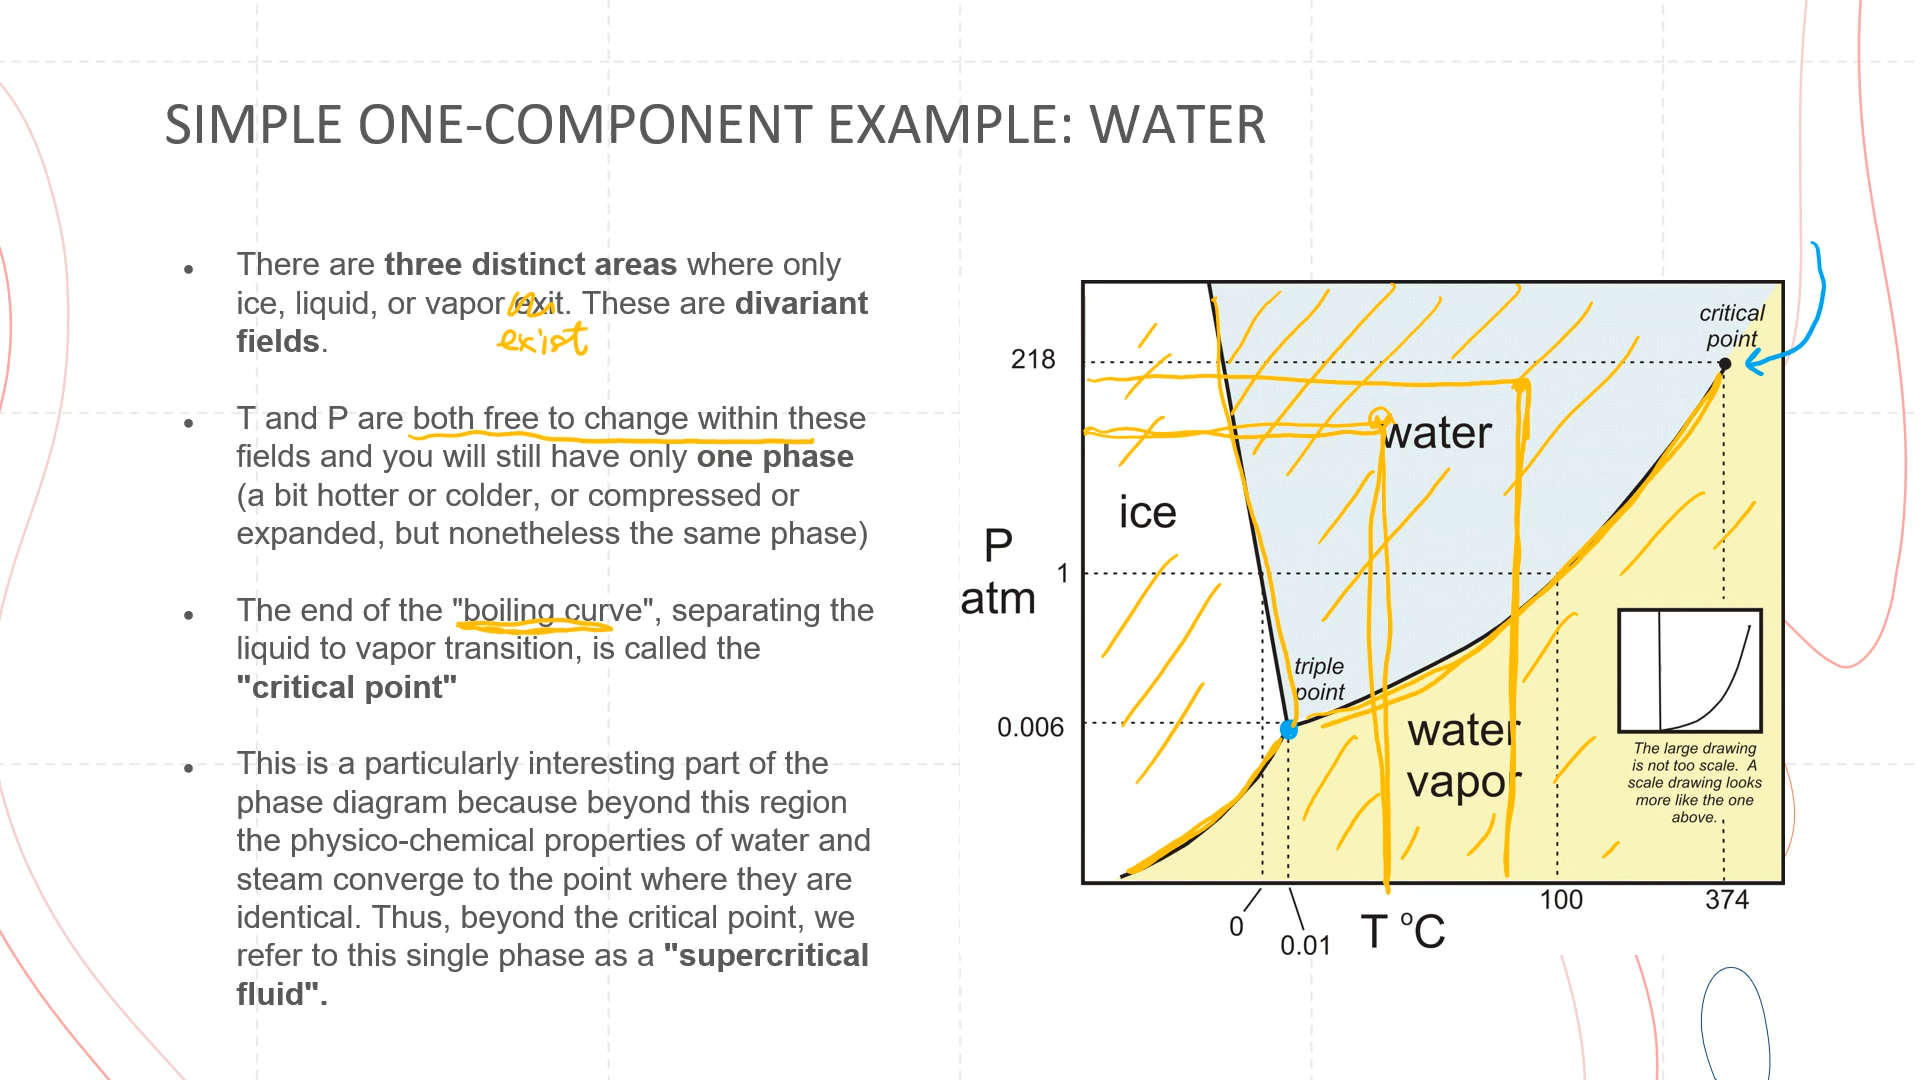 SIMPLE ONE-COMPONENT EXAMPLE: WATER
There are three distinct areas where only
ice, liquid, or vapor exit. These are divariant
exist
fields.
T and P are both free to change within these
fields and you will still have only one phase
(a bit hotter or colder, or compressed or
expanded, but nonetheless the same phase)
The end of the "boiling curve", separating the
liquid to vapor transition, is called the
"critical point"
This is a particularly interesting part of the
phase diagram because beyond this region
the physico-chemical properties of water and
steam converge to the point where they are
identical. Thus, beyond the critical point, we
refer to this single phase as a "supercritical
fluid".
critical
point
218
water
ice
P
atm
1
triple
point
0.006
water
vapor
The large drawing
is not too scale. A
scale drawing looks
more like the one
above.
0
0.01
T °C
100
374